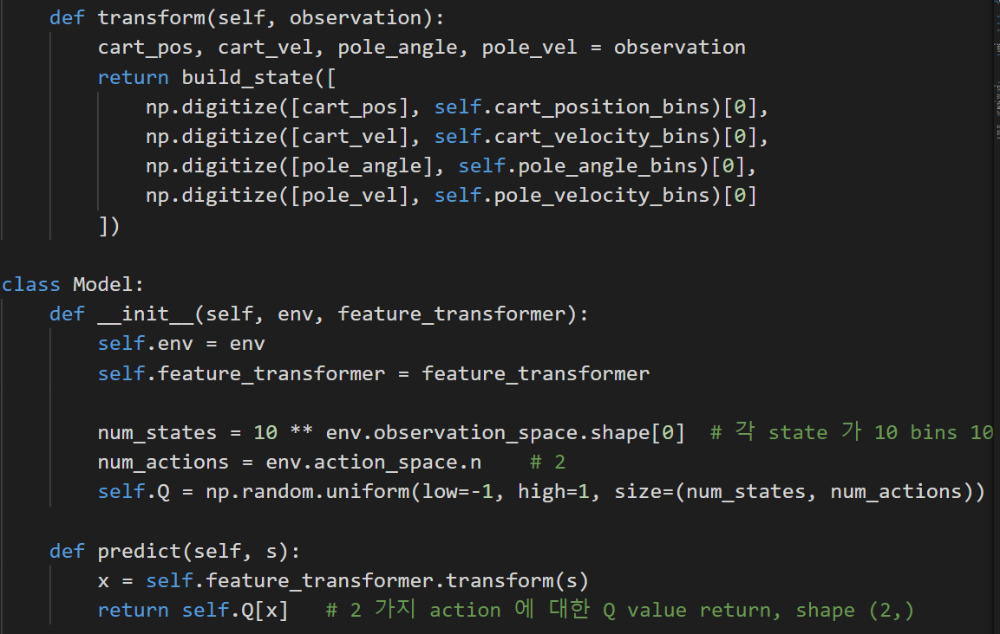 def transform(self, observation):
        cart_pos, cart_vel, pole_angle, pole_vel = observation
        return build_state([
            np.digitize([cart_pos], self.cart_position_bins)[0],
            np.digitize([cart_vel], self.cart_velocity_bins)[0],
            np.digitize([pole_angle], self.pole_angle_bins)[0],
            np.digitize([pole_vel], self.pole_velocity_bins)[0]
        ])
class Model:
    def __init__(self, env, feature_transformer):
        self.env = env
        self.feature_transformer = feature_transformer
        num_states = 10 ** env.observation_space.shape[0]  # 각 state 가 10 bins 10
        num_actions = env.action_space.n    # 2
        self.Q = np.random.uniform(low=-1, high=1, size=(num_states, num_actions))
    def predict(self, s):
        x = self.feature_transformer.transform(s)
        return self.Q[x]   # 2 가지 action 에 대한 Q value return, shape (2,)